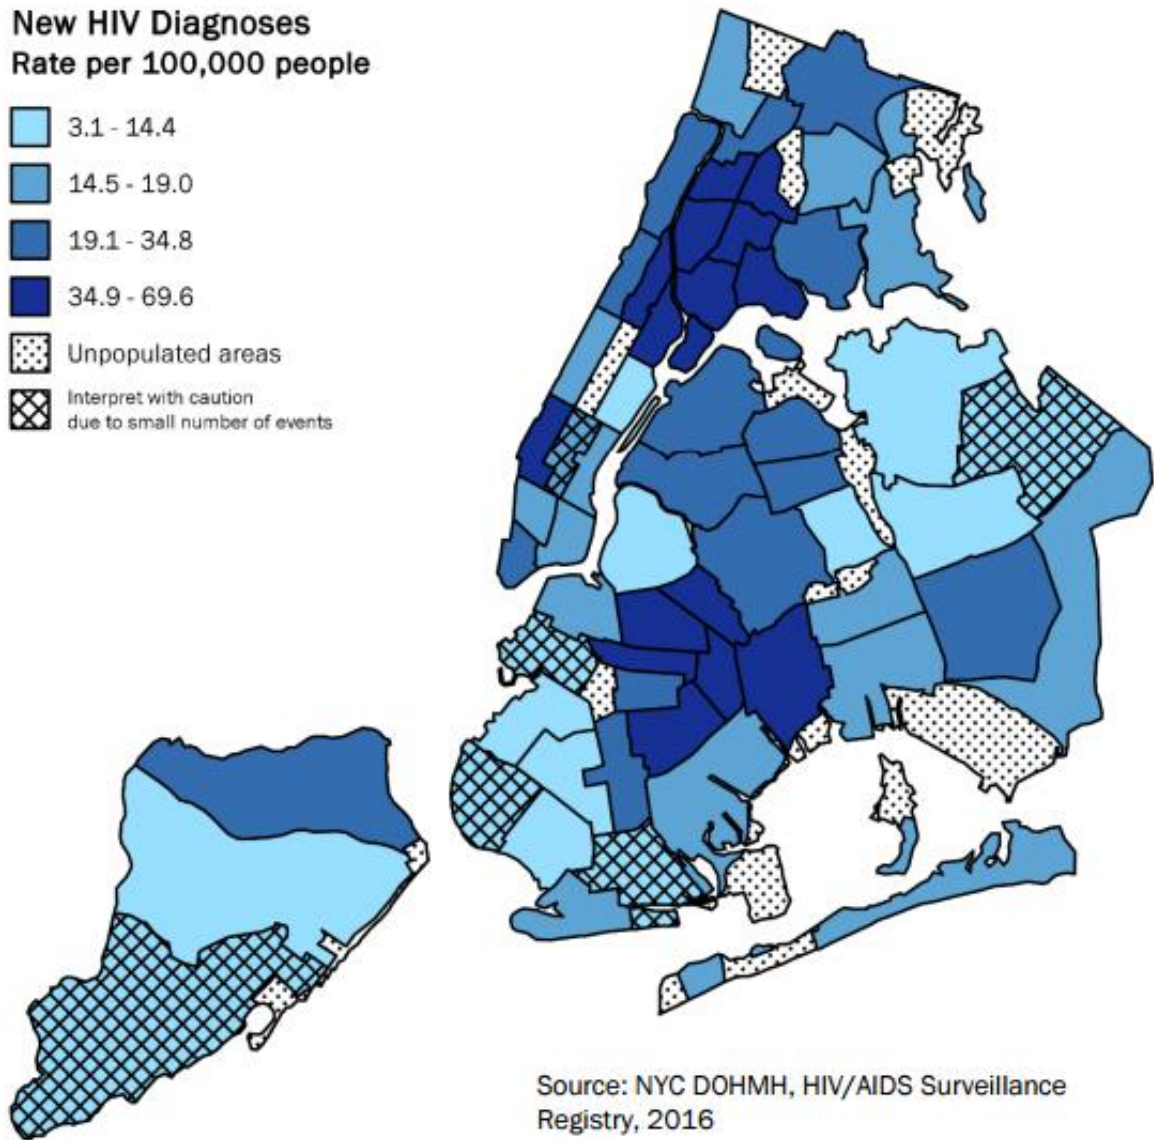 New HIV Diagnoses
Rate per 100,000 people
3.1 - 14.4
14.5 - 19.0
19.1 - 34.8
34.9 - 69.6
Unpopulated areas
Interpret with caution
due to small number of events
Source: NYC DOHMH, HIV/AIDS Surveillance
Registry, 2016